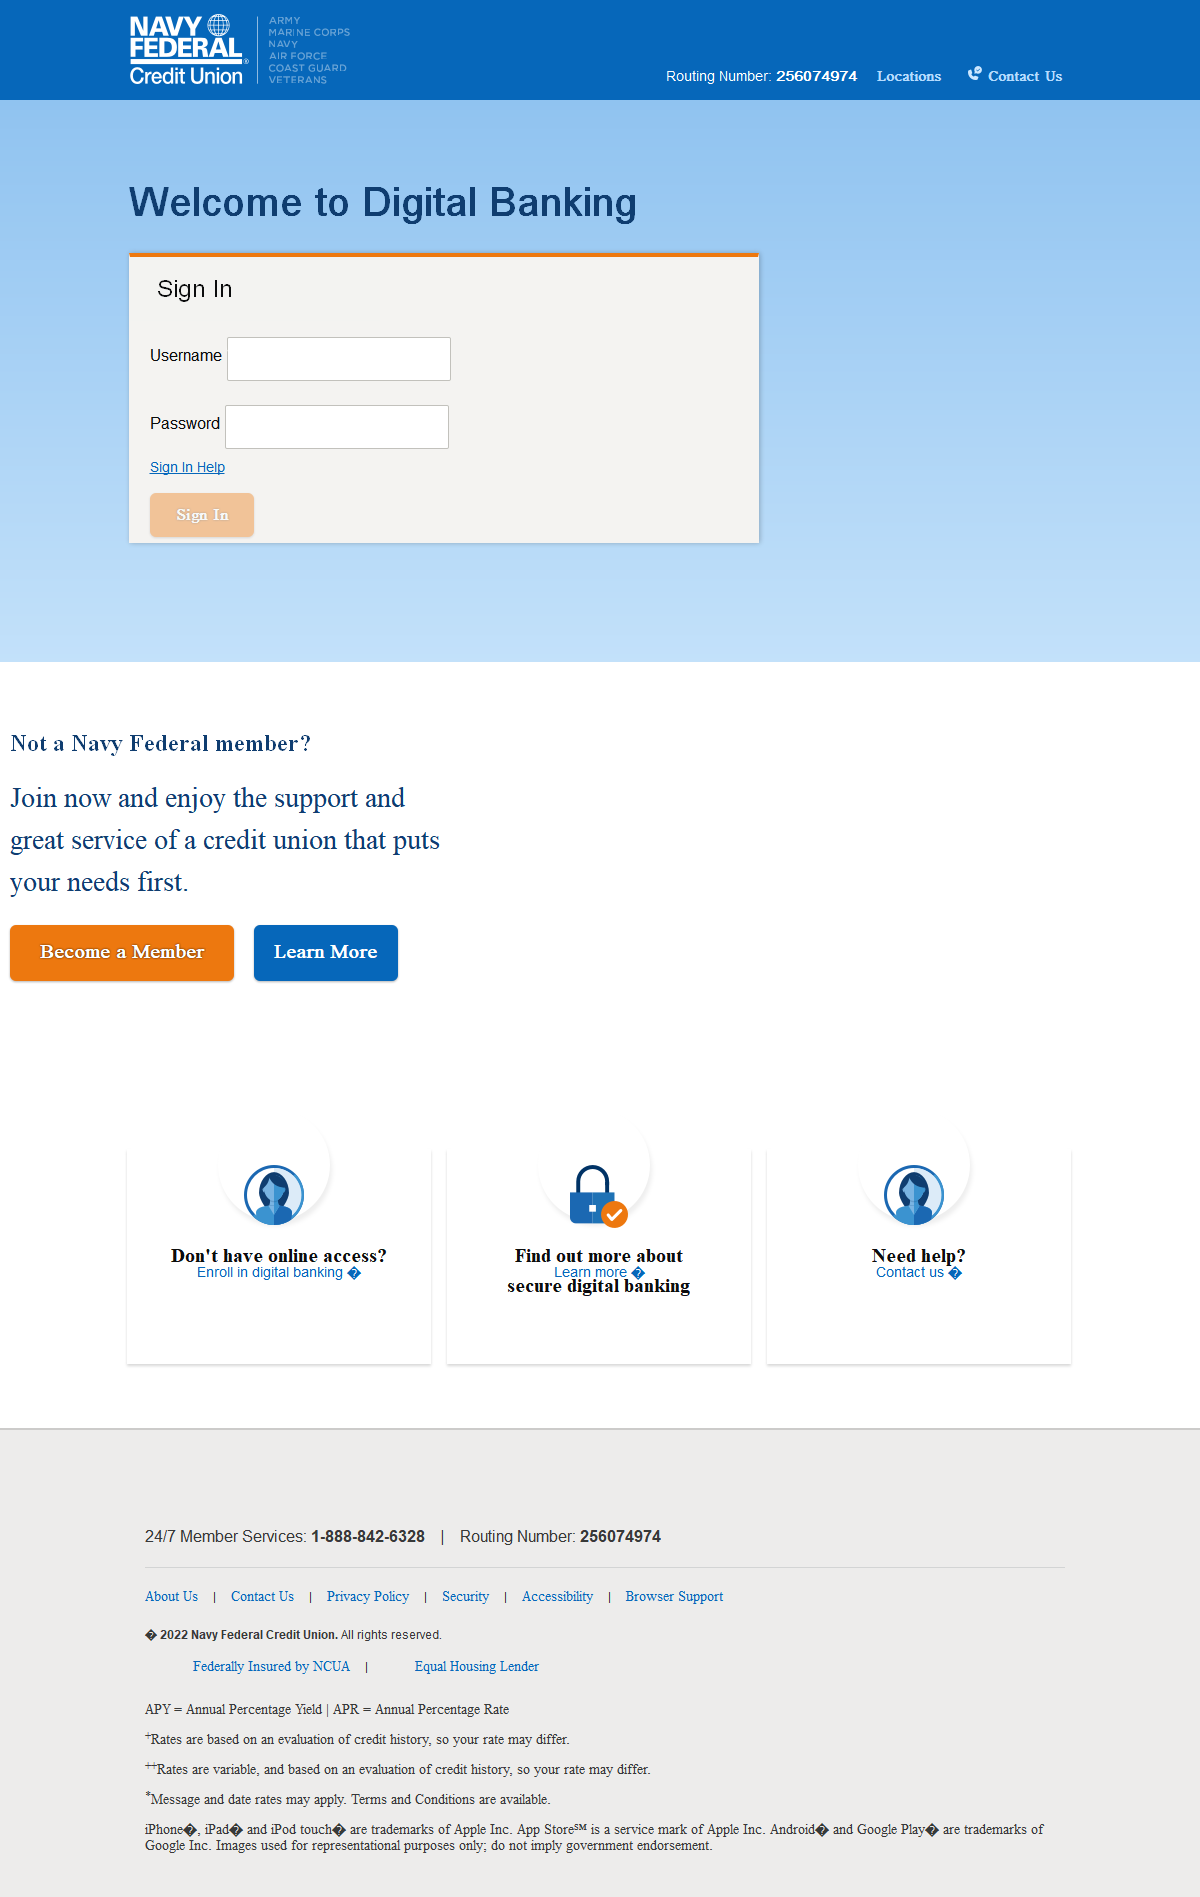 NAVY
FEDERAL®
Credit Union
ARMY
MARINE CORPS
NAVY
AIR FORCE
COAST GUARD
VETERANS
Routing Number: 256074974 Locations Contact Us
Welcome to Digital Banking
Sign In
Username
Password
Sign In Help
Sign In
Not a Navy Federal member?
Join now and enjoy the support and
great service of a credit union that puts
your needs first.
Become a Member Learn More
Don't have online access?
Enroll in digital banking �
Find out more about
Learn more �
secure digital banking
Need help?
Contact us �
24/7 Member Services: 1-888-842-6328 | Routing Number: 256074974
About Us | Contact Us | Privacy Policy | Security | Accessibility | Browser Support
� 2022 Navy Federal Credit Union. All rights reserved.
Federally Insured by NCUA | Equal Housing Lender
APY = Annual Percentage Yield | APR = Annual Percentage Rate
+Rates are based on an evaluation of credit history, so your rate may differ.
++Rates are variable, and based on an evaluation of credit history, so your rate may differ.
*Message and date rates may apply. Terms and Conditions are available.
iPhone�, iPad� and iPod touch� are trademarks of Apple Inc. App Store℠ is a service mark of Apple Inc. Android� and Google Play� are trademarks of
Google Inc. Images used for representational purposes only; do not imply government endorsement.